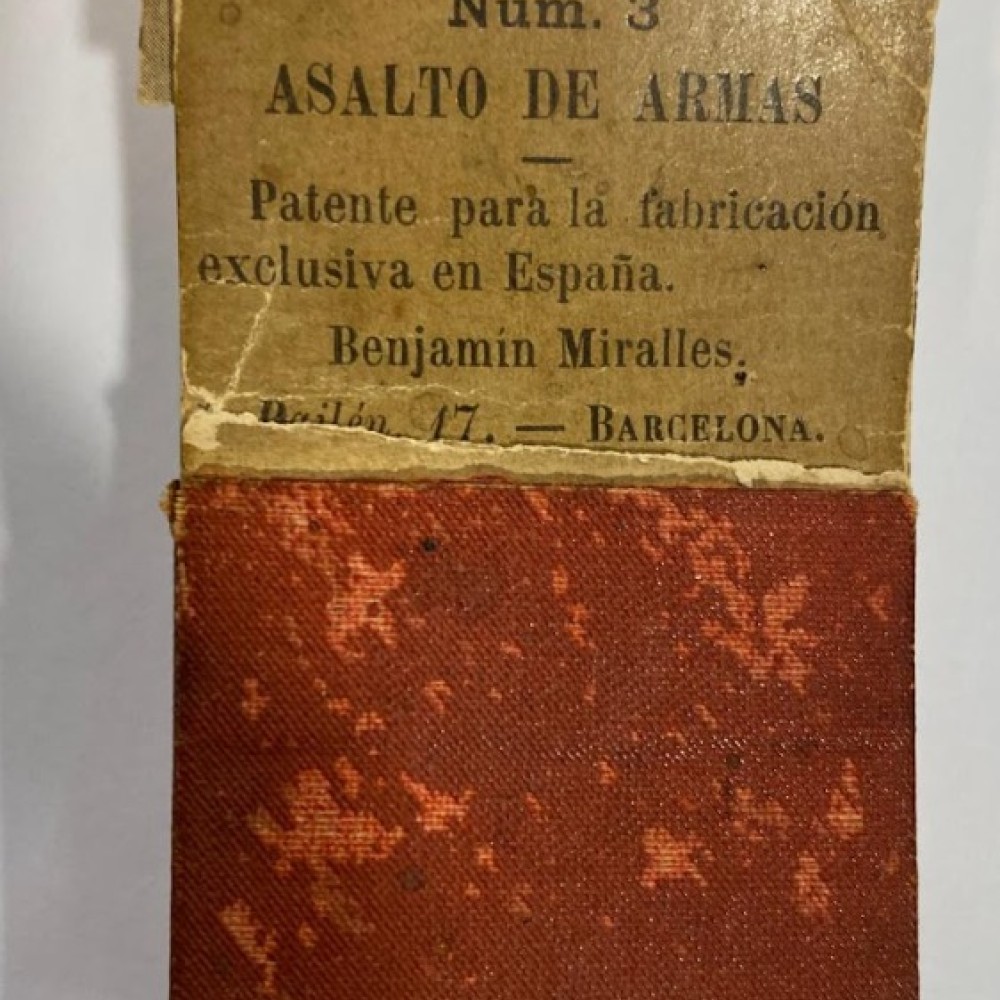 Núm. 3
ASALTO DE ARMAS
Patente para la fabricación
exclusiva en España.
Benjamín Miralles.
Bailén, 17. — BARCELONA.